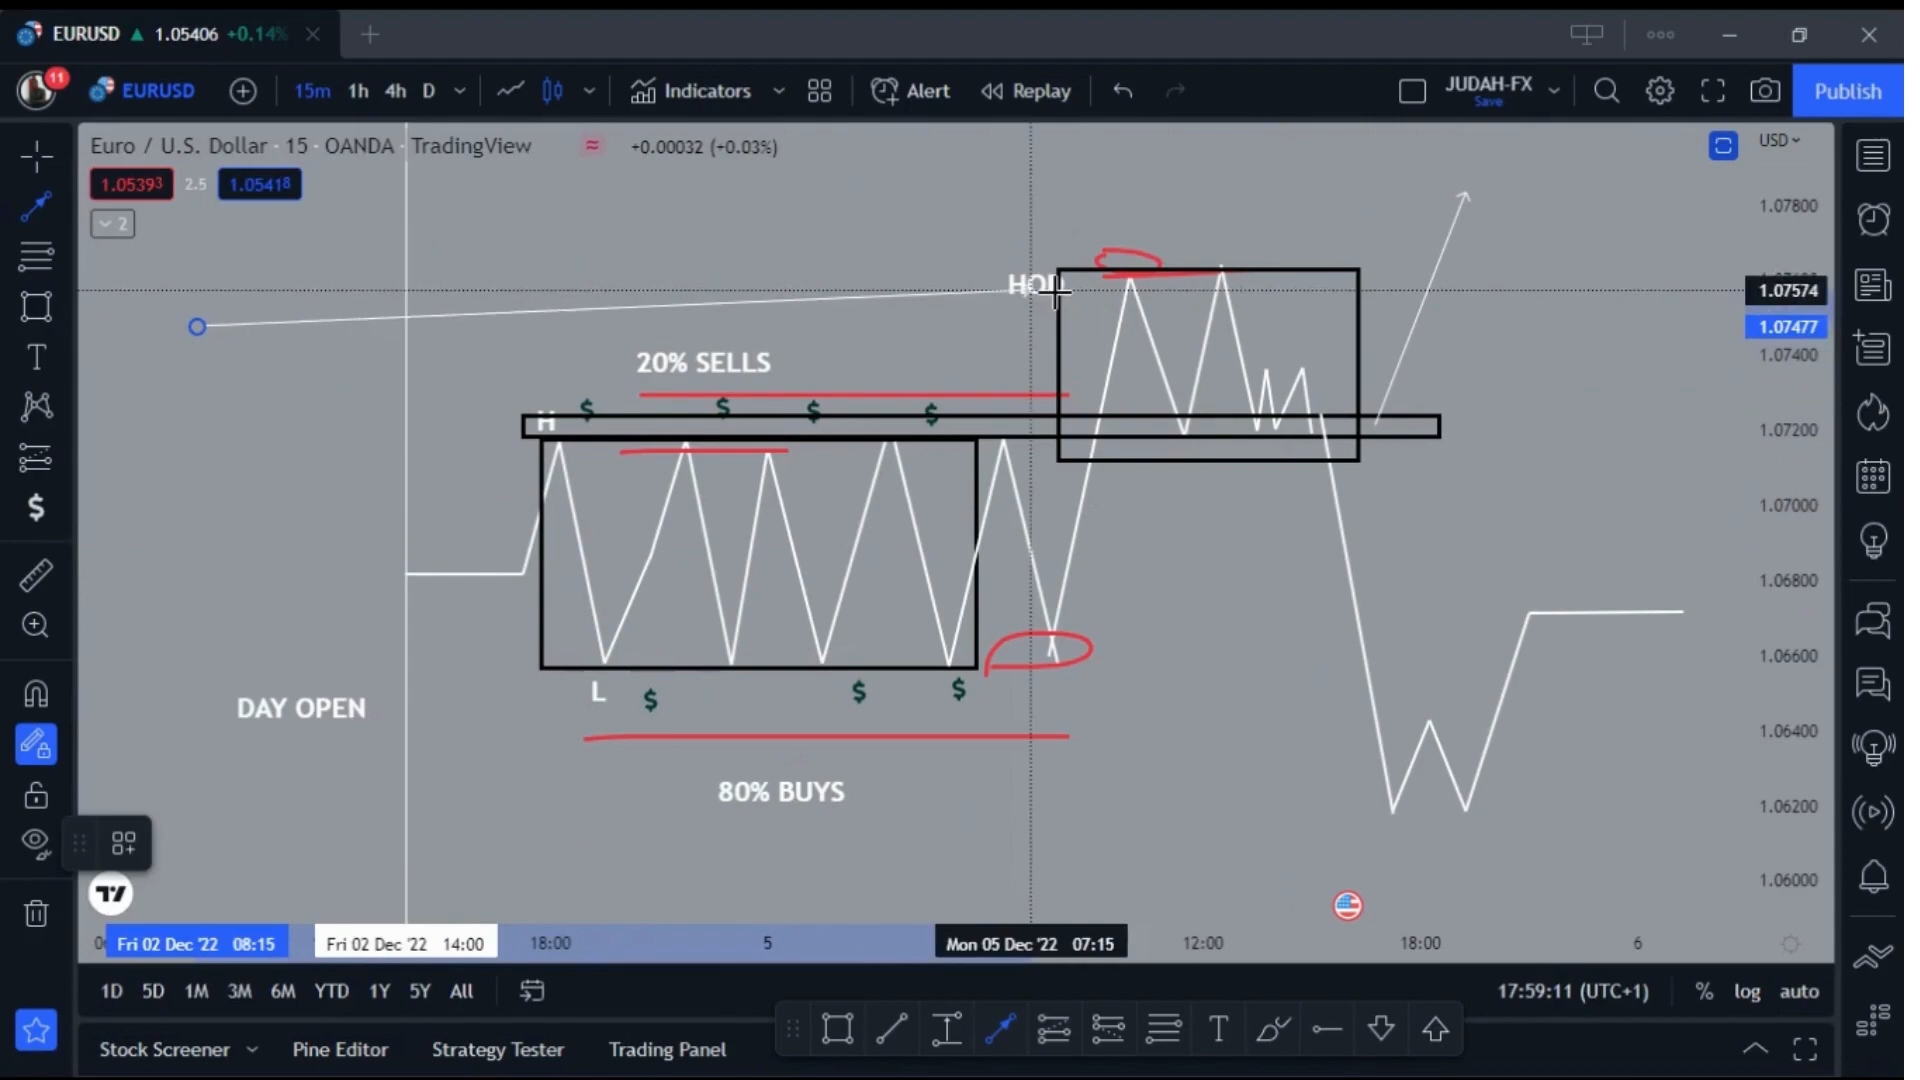 EURUSD ▲ 1.05406 +0.14%
11
EURUSD 15m 1h 4h D Indicators Alert Replay JUDAH-FX Publish
Save
Euro / U.S. Dollar · 15 · OANDA · TradingView ≈ +0.00032 (+0.03%)
USD
1.05393 2.5 1.05418
2
1.07800
HOD
1.07574
1.07477
1.07400
20% SELLS
$ $ $ $
H
1.07200
1.07000
1.06800
1.06600
L $ $ $
DAY OPEN
1.06400
80% BUYS
1.06200
1.06000
Fri 02 Dec '22 08:15 Fri 02 Dec '22 14:00 18:00 5 Mon 05 Dec '22 07:15 12:00 18:00 6
1D 5D 1M 3M 6M YTD 1Y 5Y All 17:59:11 (UTC+1) % log auto
Stock Screener Pine Editor Strategy Tester Trading Panel